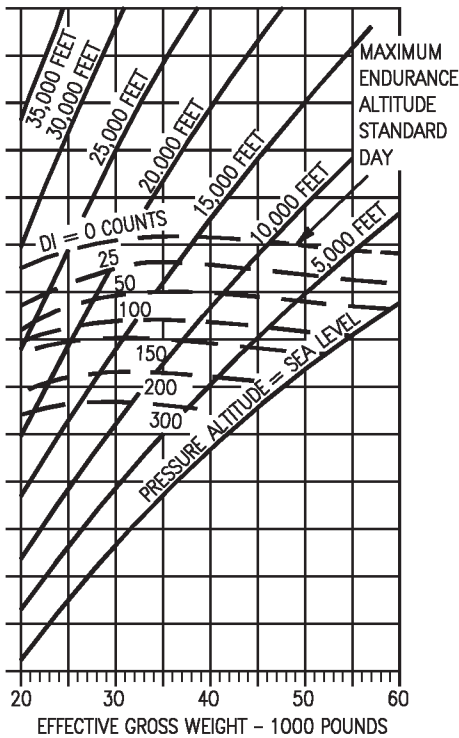 35,000 FEET
30,000 FEET
25,000 FEET
20.000 FEET
15,000 FEET
10,000 FEET
5,000 FEET
MAXIMUM
ENDURANCE
ALTITUDE
STANDARD
DAY
DI = 0 COUNTS
25
50
100
150
200
300
PRESSURE ALTITUDE = SEA LEVEL
20 30 40 50 60
EFFECTIVE GROSS WEIGHT - 1000 POUNDS